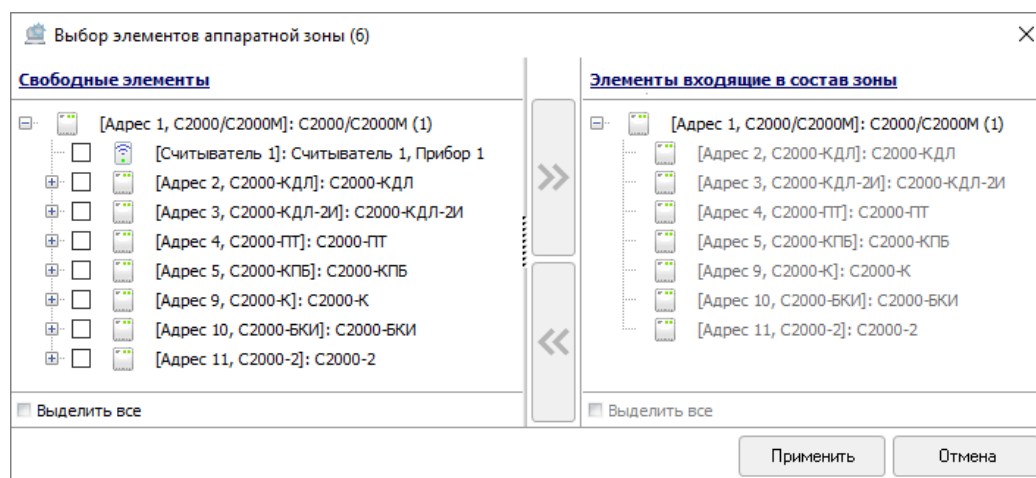 Выбор элементов аппаратной зоны (6)
Свободные элементы
[Адрес 1, С2000/С2000М]: С2000/С2000М (1)
[Считыватель 1]: Считыватель 1, Прибор 1
[Адрес 2, С2000-КДЛ]: С2000-КДЛ
[Адрес 3, С2000-КДЛ-2И]: С2000-КДЛ-2И
[Адрес 4, С2000-ПТ]: С2000-ПТ
[Адрес 5, С2000-КПБ]: С2000-КПБ
[Адрес 9, С2000-К]: С2000-К
[Адрес 10, С2000-БКИ]: С2000-БКИ
[Адрес 11, С2000-2]: С2000-2
Выделить все
Элементы входящие в состав зоны
[Адрес 1, С2000/С2000М]: С2000/С2000М (1)
[Адрес 2, С2000-КДЛ]: С2000-КДЛ
[Адрес 3, С2000-КДЛ-2И]: С2000-КДЛ-2И
[Адрес 4, С2000-ПТ]: С2000-ПТ
[Адрес 5, С2000-КПБ]: С2000-КПБ
[Адрес 9, С2000-К]: С2000-К
[Адрес 10, С2000-БКИ]: С2000-БКИ
[Адрес 11, С2000-2]: С2000-2
Выделить все
Применить
Отмена